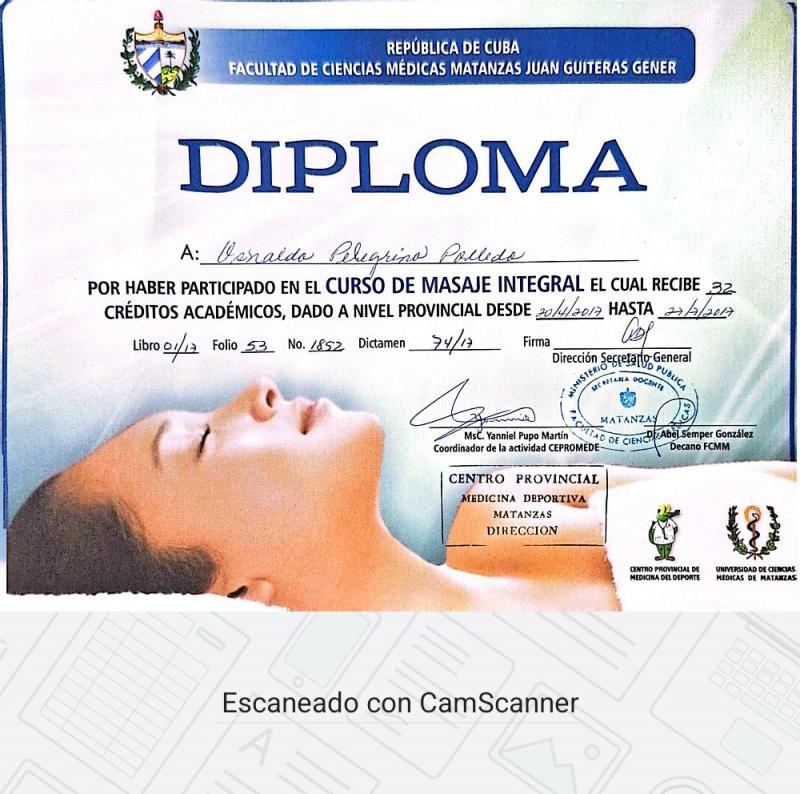 REPÚBLICA DE CUBA
FACULTAD DE CIENCIAS MÉDICAS MATANZAS JUAN GUITERAS GENER
DIPLOMA
A: Osnaldo Pelegrino Polledo
POR HABER PARTICIPADO EN EL CURSO DE MASAJE INTEGRAL EL CUAL RECIBE 32
CRÉDITOS ACADÉMICOS, DADO A NIVEL PROVINCIAL DESDE 20/4/2017 HASTA 27/7/2017
Libro 01/17 Folio 53 No. 1852 Dictamen 74/17 Firma
Dirección Secretario General
MINISTERIO DE SALUD PUBLICA
SECRETARIA DOCENTE
MATANZAS
FACULTAD DE CIENCIAS
MsC. Yanniel Pupo Martín
Coordinador de la actividad CEPROMEDE
Dr. Abel Semper González
Decano FCMM
CENTRO PROVINCIAL
MEDICINA DEPORTIVA
MATANZAS
DIRECCION
CENTRO PROVINCIAL DE
MEDICINA DEL DEPORTE
UNIVERSIDAD DE CIENCIAS
MÉDICAS DE MATANZAS
Escaneado con CamScanner